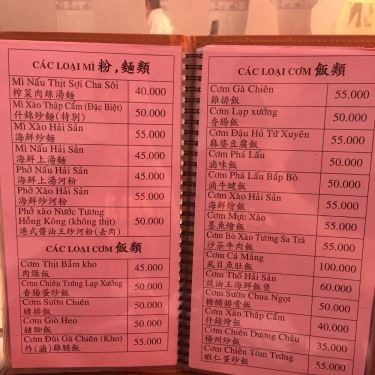 CÁC LOẠI MÌ 粉,麵類
Mì Nấu Thịt Sợi Cha Sỏi 40.000
榨菜肉絲湯麵
Mì Xào Thập Cẩm (Đặc Biệt) 50.000
什錦炒麵(特別)
Mì Xào Hải Sản 55.000
海鮮炒麵
Mì Nấu Hải Sản 45.000
海鮮上湯麵
Phở Nấu Hải Sản 45.000
海鮮上湯河粉
Phở Xào Hải Sản 55.000
海鮮炒河粉
Phở xào Nước Tương
Hồng Kông (không thịt) 50.000
港式醬油王炒河粉(去肉)
CÁC LOẠI CƠM 飯類
Cơm Thịt Bằm kho 45.000
肉燥飯
Cơm Chiên Trứng Lạp Xưởng 50.000
香腸蛋炒飯
Cơm Sườn Chiên 50.000
豬排飯
Cơm Giò Heo 50.000
豬腳飯
Cơm Đùi Gà Chiên (Kho) 55.000
炸(滷)雞腿飯
CÁC LOẠI CƠM 飯類
Cơm Gà Chiên 55.000
雞排飯
Cơm Lạp xưởng 50.000
香腸飯
Cơm Đậu Hủ Tứ Xuyên 55.000
麻婆豆腐飯
Cơm Phá Lấu 50.000
滷味飯
Cơm Phá Lấu Bắp Bò 50.000
滷牛腱飯
Cơm Xào Hải Sản 55.000
海鮮燴飯
Cơm Mực Xào 55.000
墨魚燴飯
Cơm Bò Xào Tương Sa Trà 55.000
沙茶牛肉飯
Cơm Cá Măng 100.000
虱目魚肚飯
Cơm Thố Hải Sản 60.000
鼓油王上海飯煲
Cơm Sườn Chua Ngọt 50.000
糖醋排骨飯
Cơm Xào Thập Cẩm 40.000
什錦燴飯
Cơm Chiên Dương Châu 35.000
楊州炒飯
Cơm Chiên Tôm Trứng 55.000
蝦仁蛋炒飯